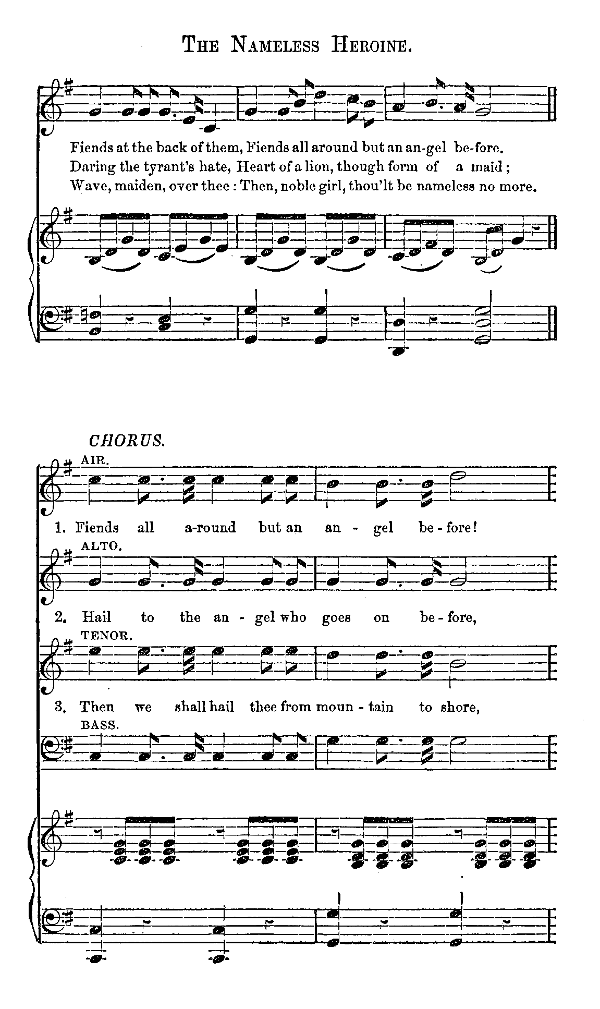 THE NAMELESS HEROINE.
Fiends at the back of them, Fiends all around but an an-gel be-fore.
Daring the tyrant's hate, Heart of a lion, though form of a maid;
Wave, maiden, over thee: Then, noble girl, thou'lt be nameless no more.
CHORUS.
AIR.
1. Fiends all a-round but an an - gel be - fore!
ALTO.
2. Hail to the an - gel who goes on be - fore,
TENOR.
3. Then we shall hail thee from moun - tain to shore,
BASS.